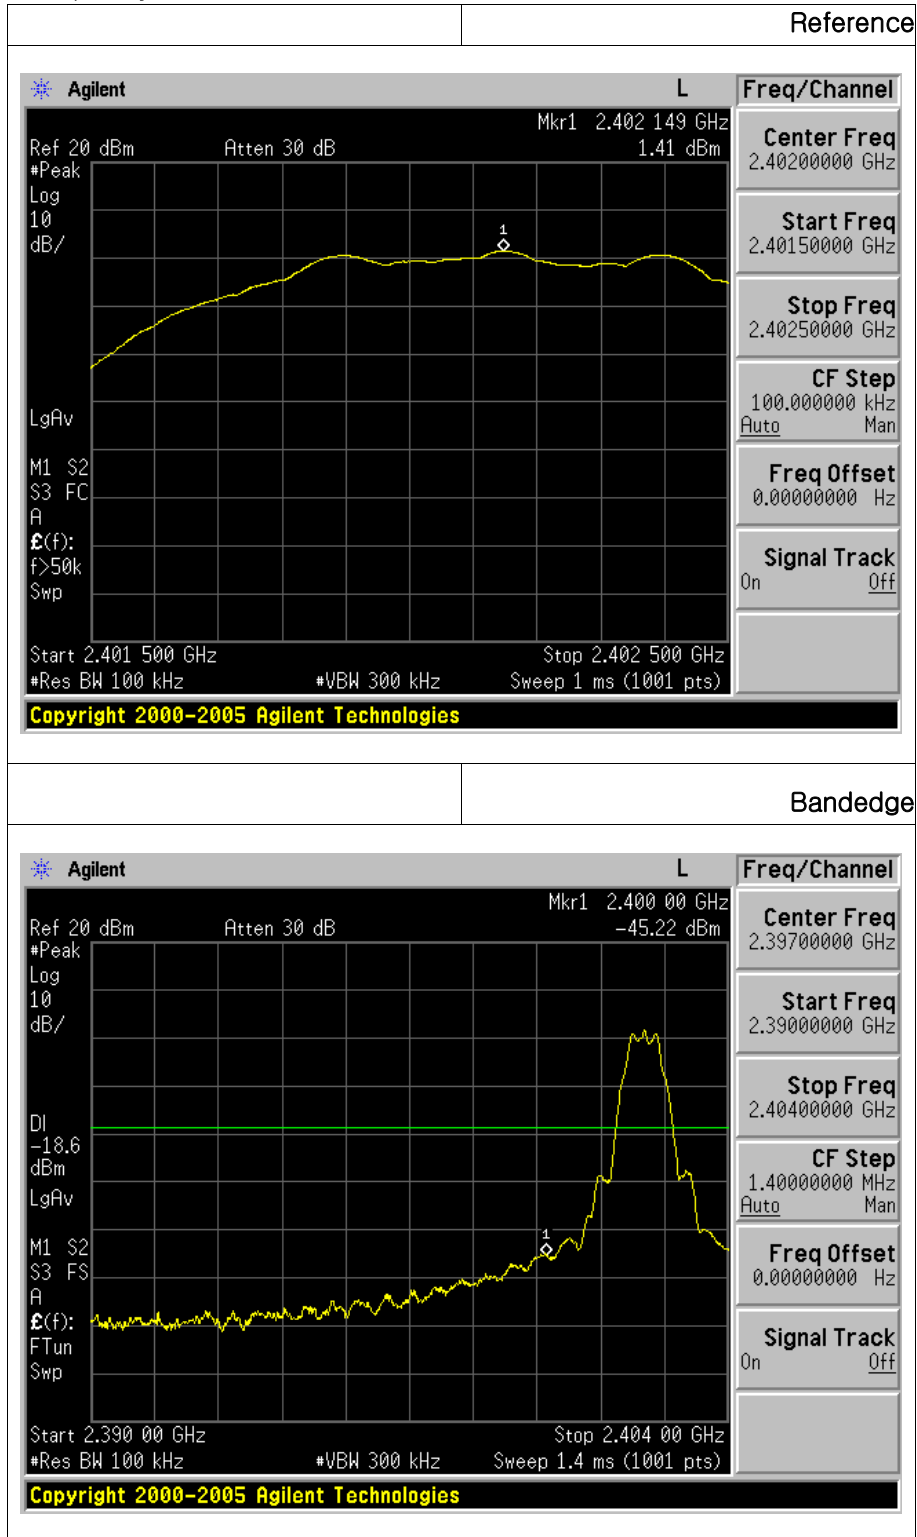 Reference
Agilent L Freq/Channel
Mkr1 2.402 149 GHz
Ref 20 dBm Atten 30 dB 1.41 dBm
#Peak
Log
10
dB/
1
LgAv
M1 S2
S3 FC
A
£(f):
f>50k
Swp
Start 2.401 500 GHz Stop 2.402 500 GHz
#Res BW 100 kHz #VBW 300 kHz Sweep 1 ms (1001 pts)
Copyright 2000-2005 Agilent Technologies
Center Freq
2.40200000 GHz
Start Freq
2.40150000 GHz
Stop Freq
2.40250000 GHz
CF Step
100.000000 kHz
Auto Man
Freq Offset
0.00000000 Hz
Signal Track
On Off
Bandedge
Agilent L Freq/Channel
Mkr1 2.400 00 GHz
Ref 20 dBm Atten 30 dB -45.22 dBm
#Peak
Log
10
dB/
DI
-18.6
dBm
LgAv
1
M1 S2
S3 FS
A
£(f):
FTun
Swp
Start 2.390 00 GHz Stop 2.404 00 GHz
#Res BW 100 kHz #VBW 300 kHz Sweep 1.4 ms (1001 pts)
Copyright 2000-2005 Agilent Technologies
Center Freq
2.39700000 GHz
Start Freq
2.39000000 GHz
Stop Freq
2.40400000 GHz
CF Step
1.40000000 MHz
Auto Man
Freq Offset
0.00000000 Hz
Signal Track
On Off